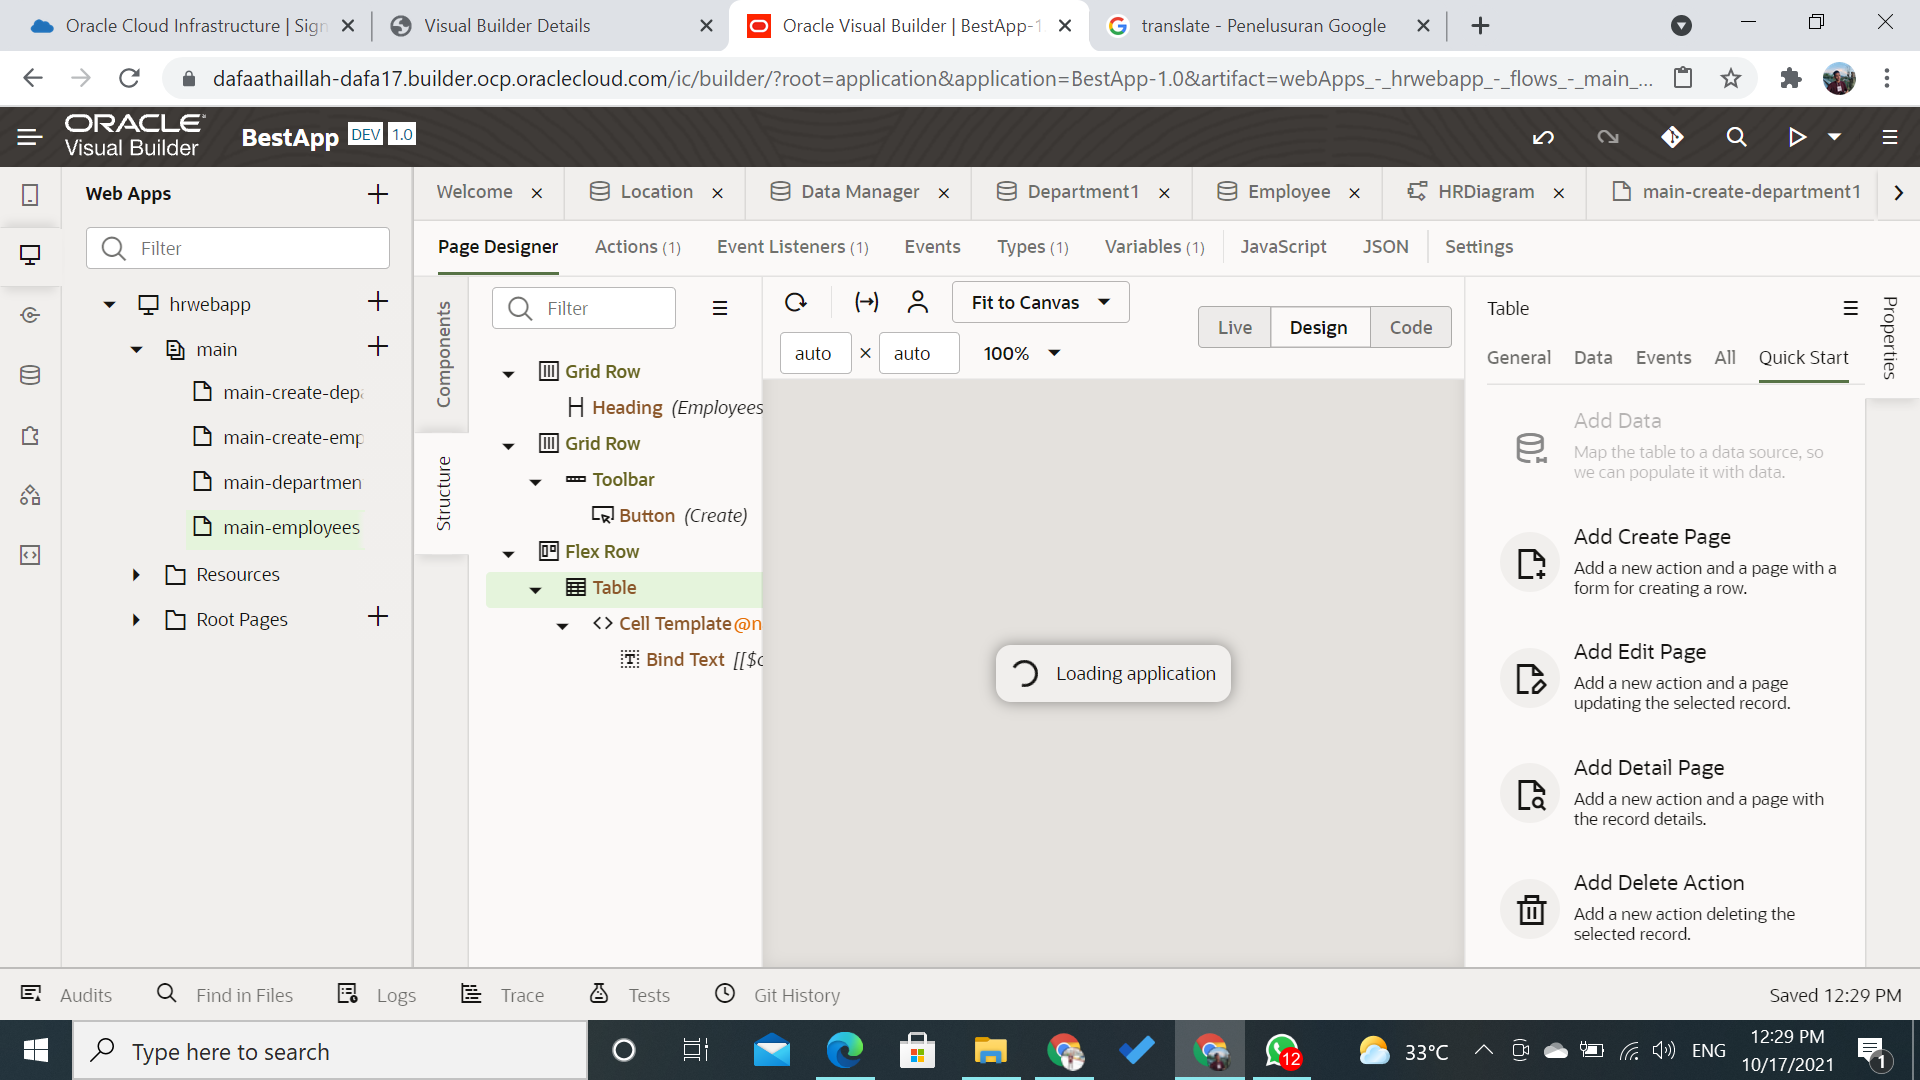 Oracle Cloud Infrastructure | Sign
Visual Builder Details
Oracle Visual Builder | BestApp-1
translate - Penelusuran Google
dafaathaillah-dafa17.builder.ocp.oraclecloud.com/ic/builder/?root=application&application=BestApp-1.0&artifact=webApps_-_hrwebapp_-_flows_-_main_...
ORACLE
Visual Builder
BestApp DEV 1.0
Web Apps
Filter
hrwebapp
main
main-create-depa
main-create-emp
main-departmen
main-employees
Resources
Root Pages
Welcome
Location
Data Manager
Department1
Employee
HRDiagram
main-create-department1
Page Designer
Actions (1)
Event Listeners (1)
Events
Types (1)
Variables (1)
JavaScript
JSON
Settings
Components
Structure
Filter
Grid Row
Heading (Employees
Grid Row
Toolbar
Button (Create)
Flex Row
Table
Cell Template@n
Bind Text [[$c
Fit to Canvas
auto × auto 100%
Live Design Code
Loading application
Table
Properties
General Data Events All Quick Start
Add Data
Map the table to a data source, so
we can populate it with data.
Add Create Page
Add a new action and a page with a
form for creating a row.
Add Edit Page
Add a new action and a page
updating the selected record.
Add Detail Page
Add a new action and a page with
the record details.
Add Delete Action
Add a new action deleting the
selected record.
Audits
Find in Files
Logs
Trace
Tests
Git History
Saved 12:29 PM
Type here to search
12
33°C
ENG
12:29 PM
10/17/2021
1